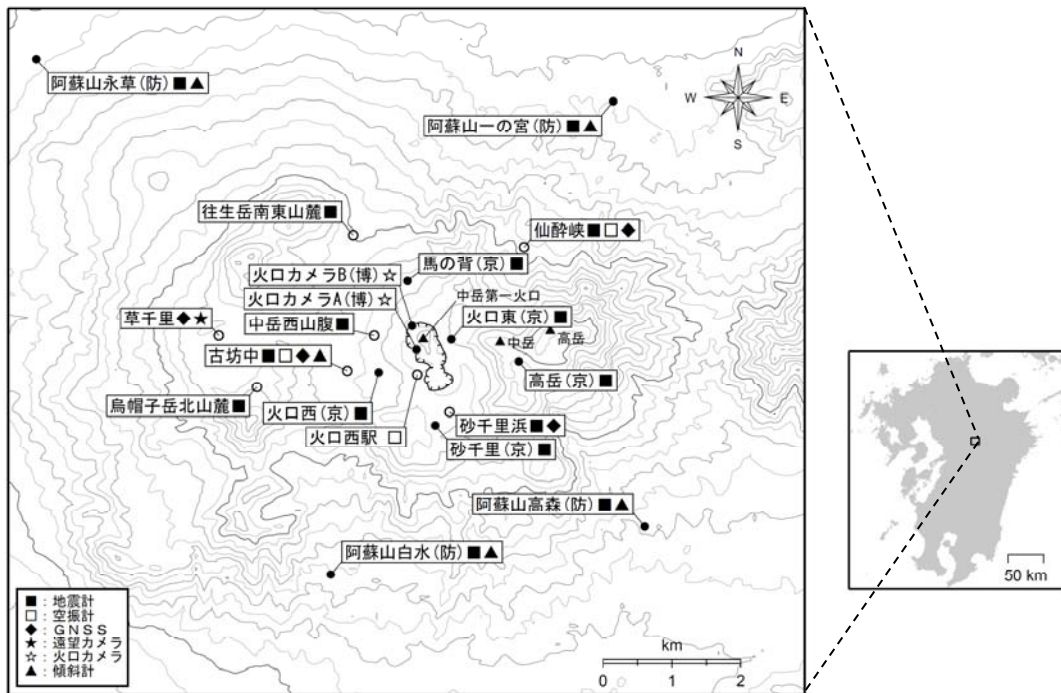 阿蘇山永草(防)■▲
N
W E
S
阿蘇山一の宮(防)■▲
往生岳南東山麓■
仙酔峡■□◆
馬の背(京)■
火口カメラB(博)☆
火口カメラA(博)☆
中岳第一火口
火口東(京)■
草千里◆★
中岳西山腹■
中岳
高岳
古坊中■□◆▲
高岳(京)■
烏帽子岳北山麓■
火口西(京)■
砂千里浜■◆
火口西駅 □
砂千里(京)■
阿蘇山高森(防)■▲
阿蘇山白水(防)■▲
■:地震計
□:空振計
◆:GNSS
★:遠望カメラ
☆:火口カメラ
▲:傾斜計
km
0 1 2
50 km